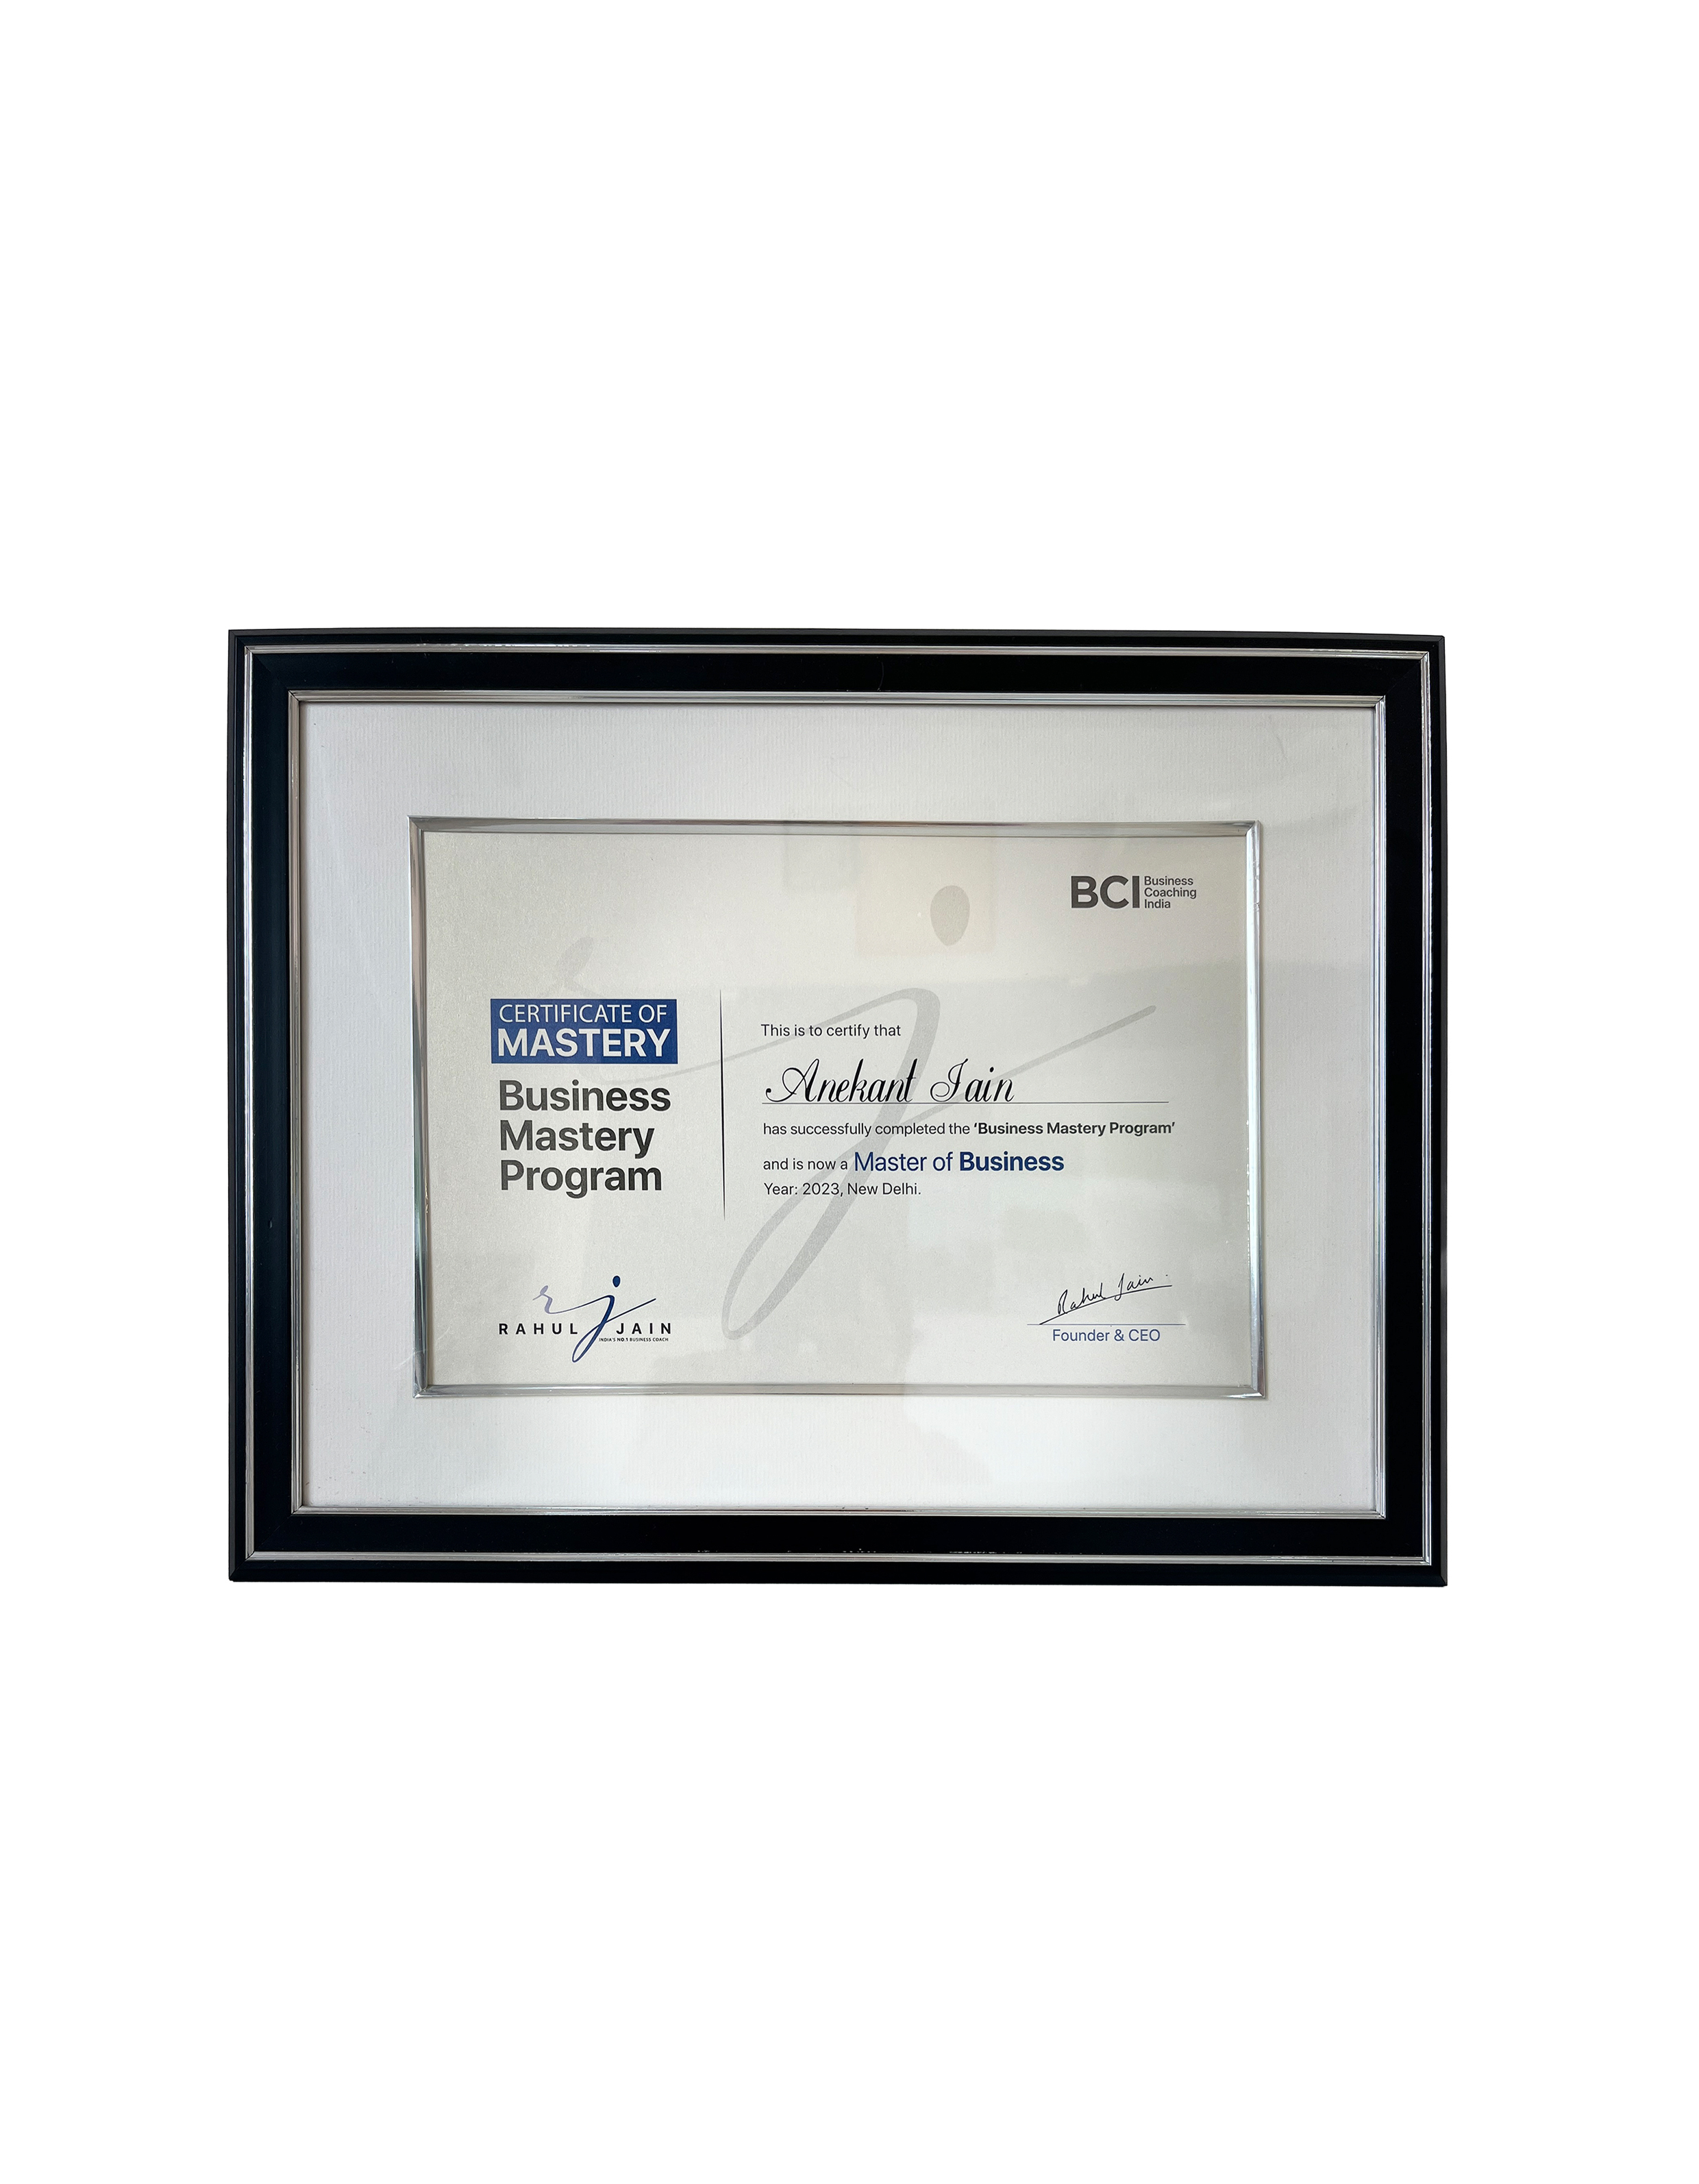 BCI Business
Coaching
India
CERTIFICATE OF
MASTERY
Business
Mastery
Program
This is to certify that
Anekant Jain
has successfully completed the 'Business Mastery Program'
and is now a Master of Business
Year: 2023, New Delhi.
rj
RAHUL JAIN
INDIA'S NO.1 BUSINESS COACH
Rahul Jain
Founder & CEO